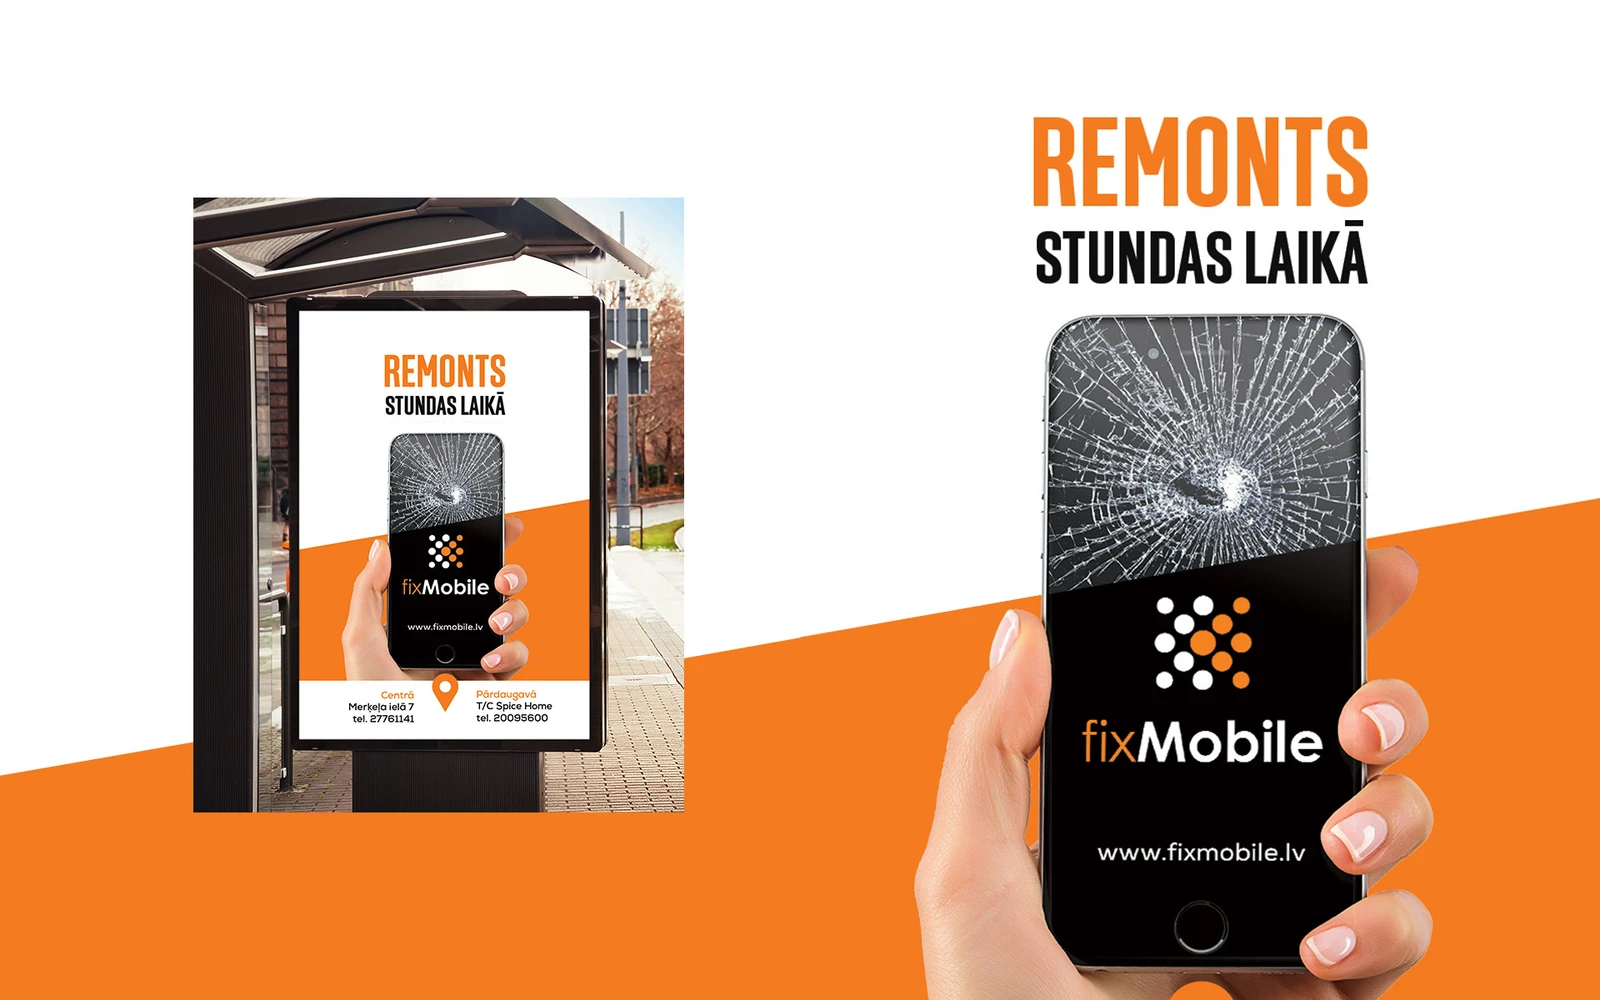 REMONTS
STUNDAS LAIKĀ
fixMobile
www.fixmobile.lv
Centrā
Merķeļa ielā 7
tel. 27761141
Pārdaugavā
T/C Spice Home
tel. 20095600
REMONTS
STUNDAS LAIKĀ
fixMobile
www.fixmobile.lv